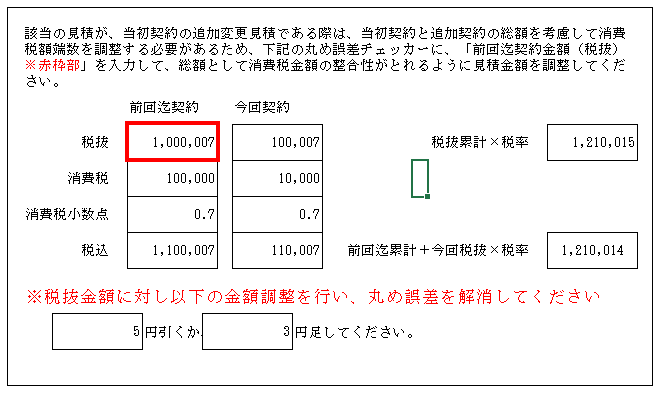 該当の見積が、当初契約の追加変更見積である際は、当初契約と追加契約の総額を考慮して消費
税額端数を調整する必要があるため、下記の丸め誤差チェッカーに、「前回迄契約金額（税抜）
※赤枠部」を入力して、総額として消費税金額の整合性がとれるように見積金額を調整してくだ
さい。
前回迄契約 今回契約
税抜 1,000,007 100,007 税抜累計×税率 1,210,015
消費税 100,000 10,000
消費税小数点 0.7 0.7
税込 1,100,007 110,007 前回迄累計＋今回税抜×税率 1,210,014
※税抜金額に対し以下の金額調整を行い、丸め誤差を解消してください
5 円引くか、 3 円足してください。